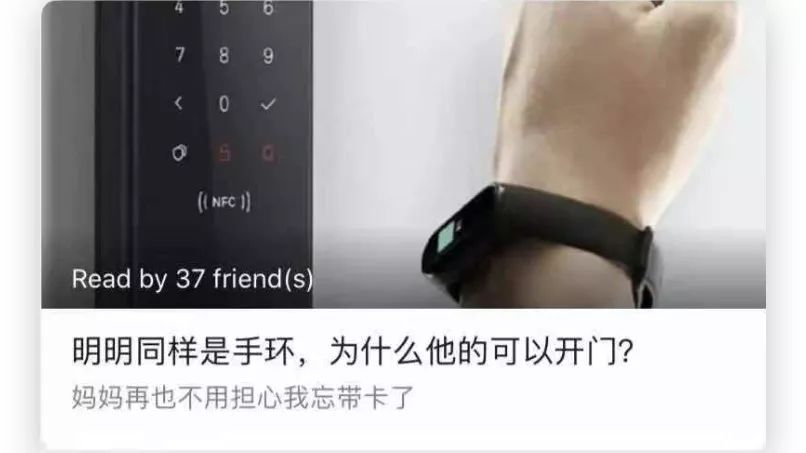 4 5 6
7 8 9
< 0 ✓
((NFC))
Read by 37 friend(s)
明明同样是手环，为什么他的可以开门？
妈妈再也不用担心我忘带卡了